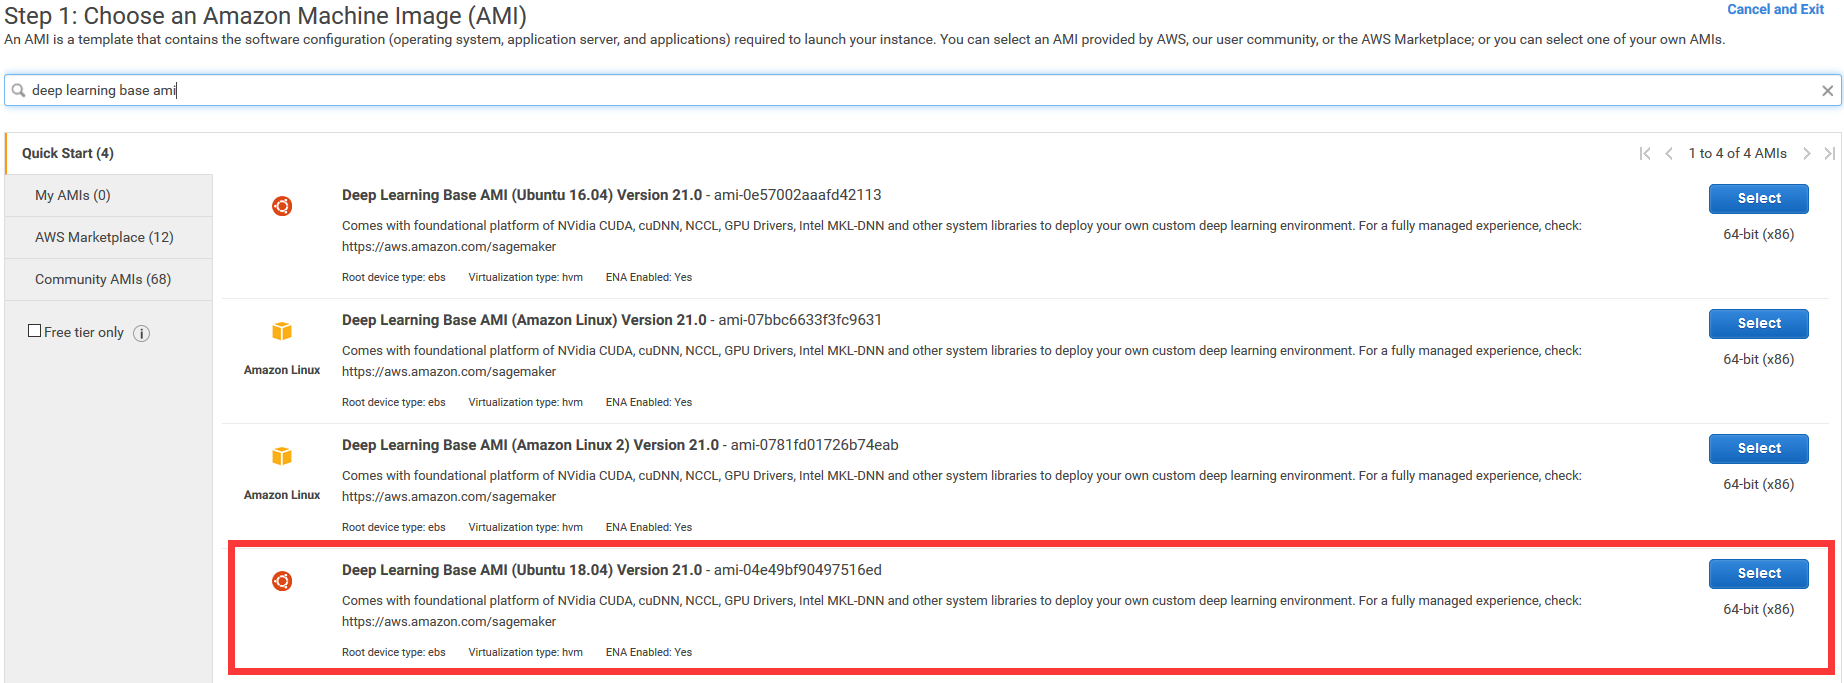 Step 1: Choose an Amazon Machine Image (AMI)
Cancel and Exit
An AMI is a template that contains the software configuration (operating system, application server, and applications) required to launch your instance. You can select an AMI provided by AWS, our user community, or the AWS Marketplace; or you can select one of your own AMIs.
deep learning base ami
Quick Start (4)
1 to 4 of 4 AMIs
My AMIs (0)
AWS Marketplace (12)
Community AMIs (68)
Free tier only
Deep Learning Base AMI (Ubuntu 16.04) Version 21.0 - ami-0e57002aaafd42113
Select
Comes with foundational platform of NVidia CUDA, cuDNN, NCCL, GPU Drivers, Intel MKL-DNN and other system libraries to deploy your own custom deep learning environment. For a fully managed experience, check:
64-bit (x86)
https://aws.amazon.com/sagemaker
Root device type: ebs Virtualization type: hvm ENA Enabled: Yes
Deep Learning Base AMI (Amazon Linux) Version 21.0 - ami-07bbc6633f3fc9631
Select
Comes with foundational platform of NVidia CUDA, cuDNN, NCCL, GPU Drivers, Intel MKL-DNN and other system libraries to deploy your own custom deep learning environment. For a fully managed experience, check:
64-bit (x86)
Amazon Linux
https://aws.amazon.com/sagemaker
Root device type: ebs Virtualization type: hvm ENA Enabled: Yes
Deep Learning Base AMI (Amazon Linux 2) Version 21.0 - ami-0781fd01726b74eab
Select
Comes with foundational platform of NVidia CUDA, cuDNN, NCCL, GPU Drivers, Intel MKL-DNN and other system libraries to deploy your own custom deep learning environment. For a fully managed experience, check:
64-bit (x86)
Amazon Linux
https://aws.amazon.com/sagemaker
Root device type: ebs Virtualization type: hvm ENA Enabled: Yes
Deep Learning Base AMI (Ubuntu 18.04) Version 21.0 - ami-04e49bf90497516ed
Select
Comes with foundational platform of NVidia CUDA, cuDNN, NCCL, GPU Drivers, Intel MKL-DNN and other system libraries to deploy your own custom deep learning environment. For a fully managed experience, check:
64-bit (x86)
https://aws.amazon.com/sagemaker
Root device type: ebs Virtualization type: hvm ENA Enabled: Yes